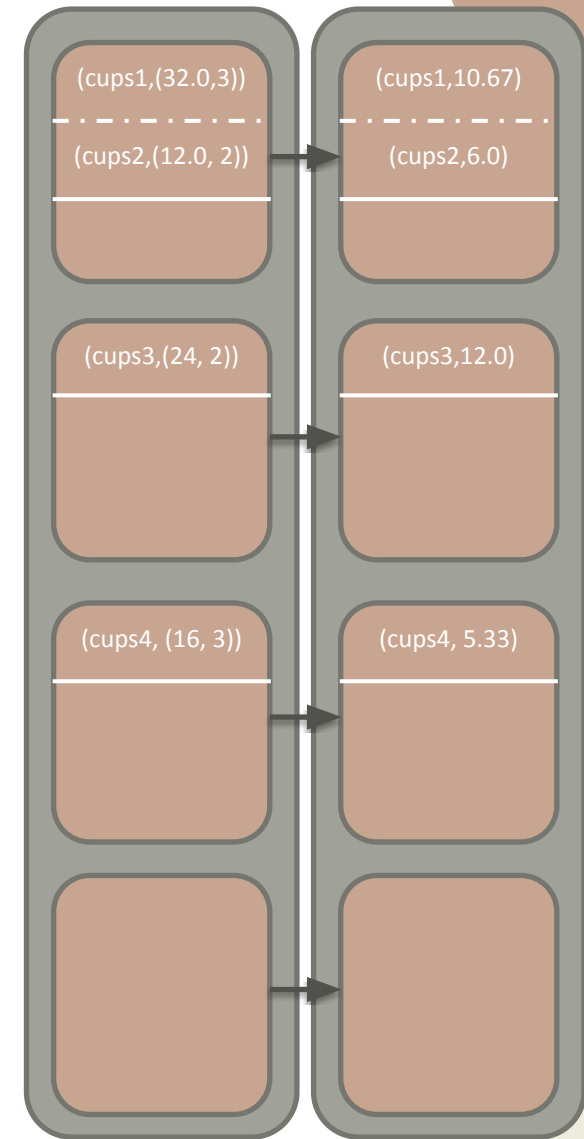 (cups1,(32.0,3))
(cups2,(12.0, 2))
(cups1,10.67)
(cups2,6.0)
(cups3,(24, 2))
(cups3,12.0)
(cups4, (16, 3))
(cups4, 5.33)